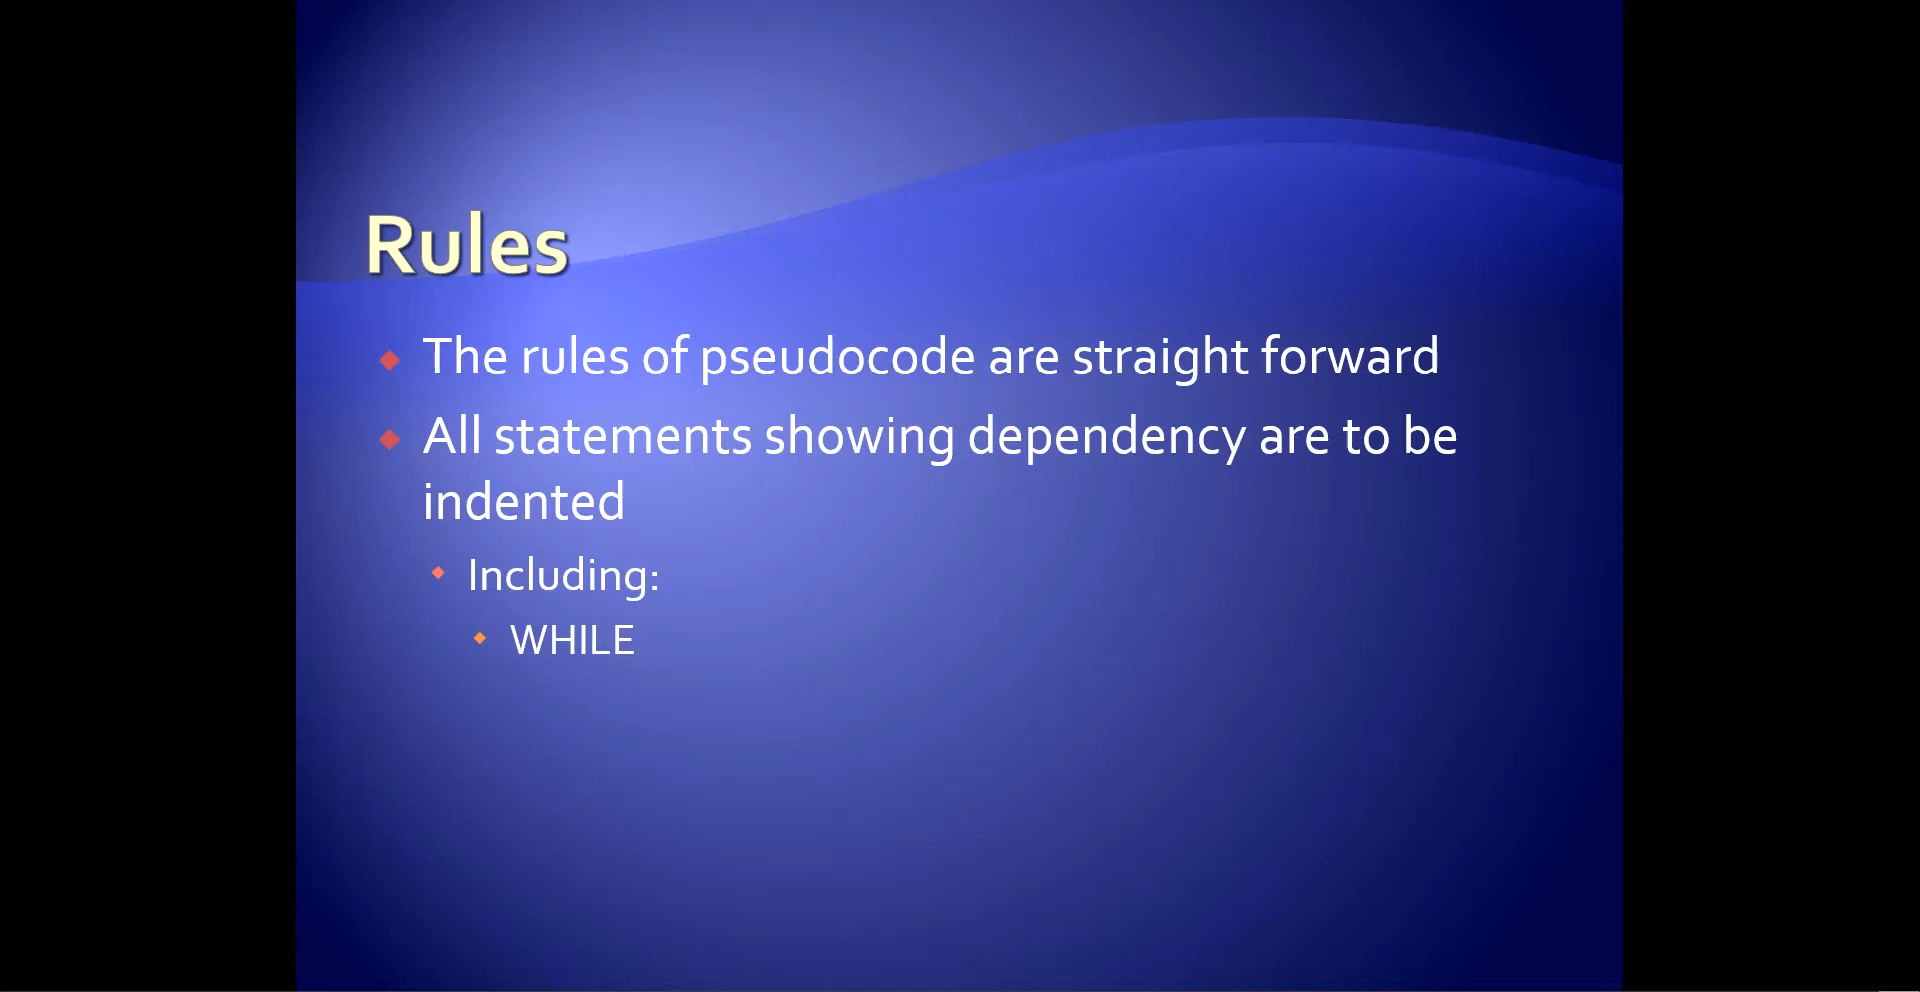 Rules
The rules of pseudocode are straight forward
All statements showing dependency are to be
indented
Including:
WHILE